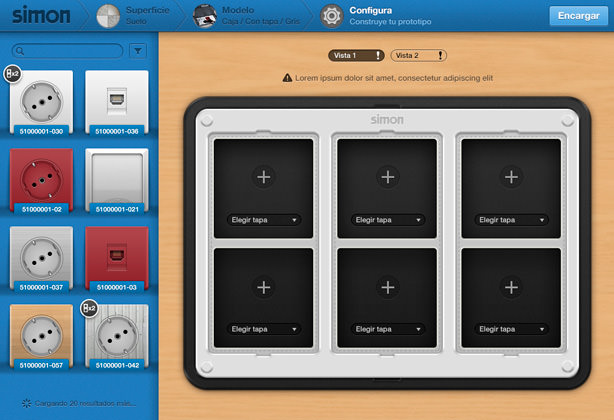 simon
Superficie
Suelo
Modelo
Caja / Con tapa / Gris
Configura
Construye tu prototipo
Encargar
Vista 1 !
Vista 2 !
Lorem ipsum dolor sit amet, consectetur adipiscing elit
x2
51000001-030
51000001-036
51000001-02
51000001-021
51000001-037
51000001-03
x2
51000001-057
51000001-042
Cargando 20 resultados más...
simon
Elegir tapa
Elegir tapa
Elegir tapa
Elegir tapa
Elegir tapa
Elegir tapa